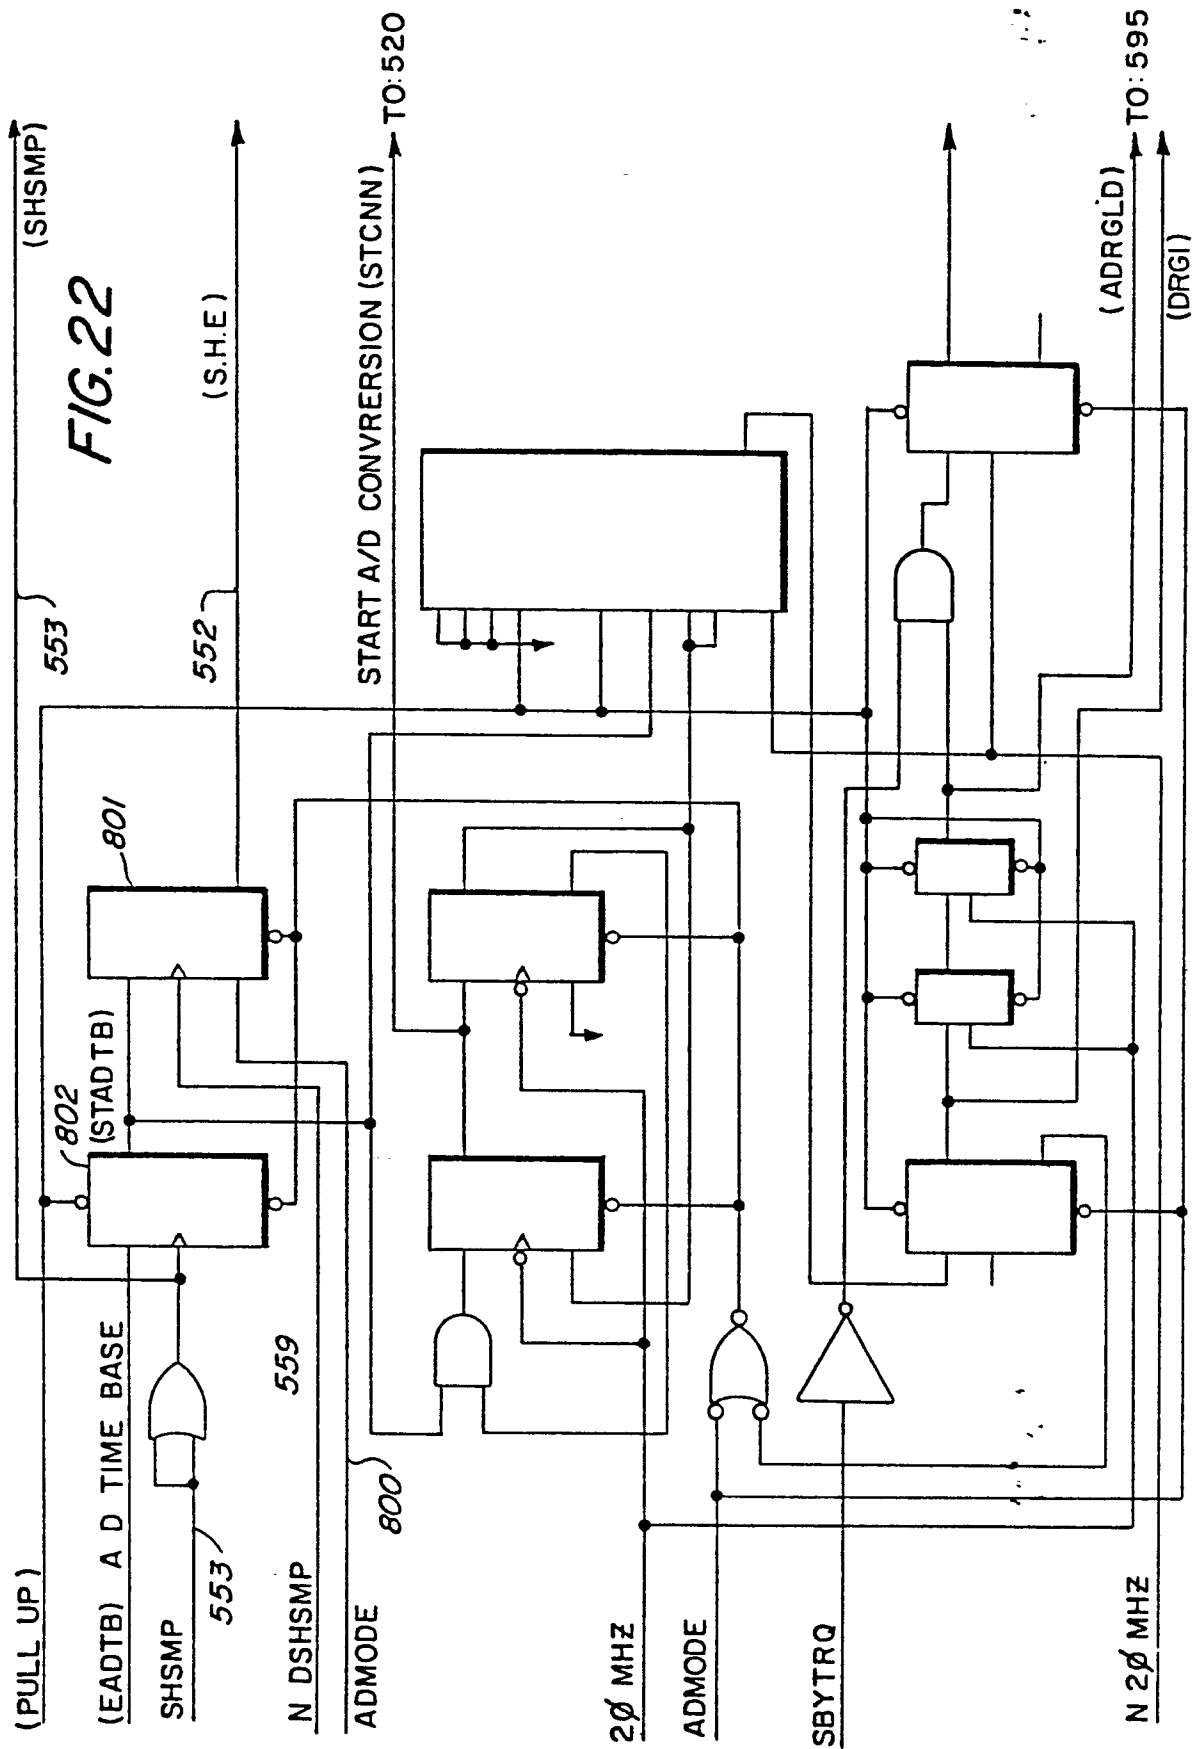 FIG. 22
(PULL UP)
(EADTB) A D TIME BASE
SHSMP
553
N DSHSMP
559
ADMODE
800
802
(STADTB)
801
553
(SHSMP)
552
(S.H.E)
START A/D CONVRERSION (STCNN)
TO:520
2Ø MHZ
ADMODE
SBYTRQ
N 2Ø MHZ
(ADRGLD)
TO:595
(DRGI)